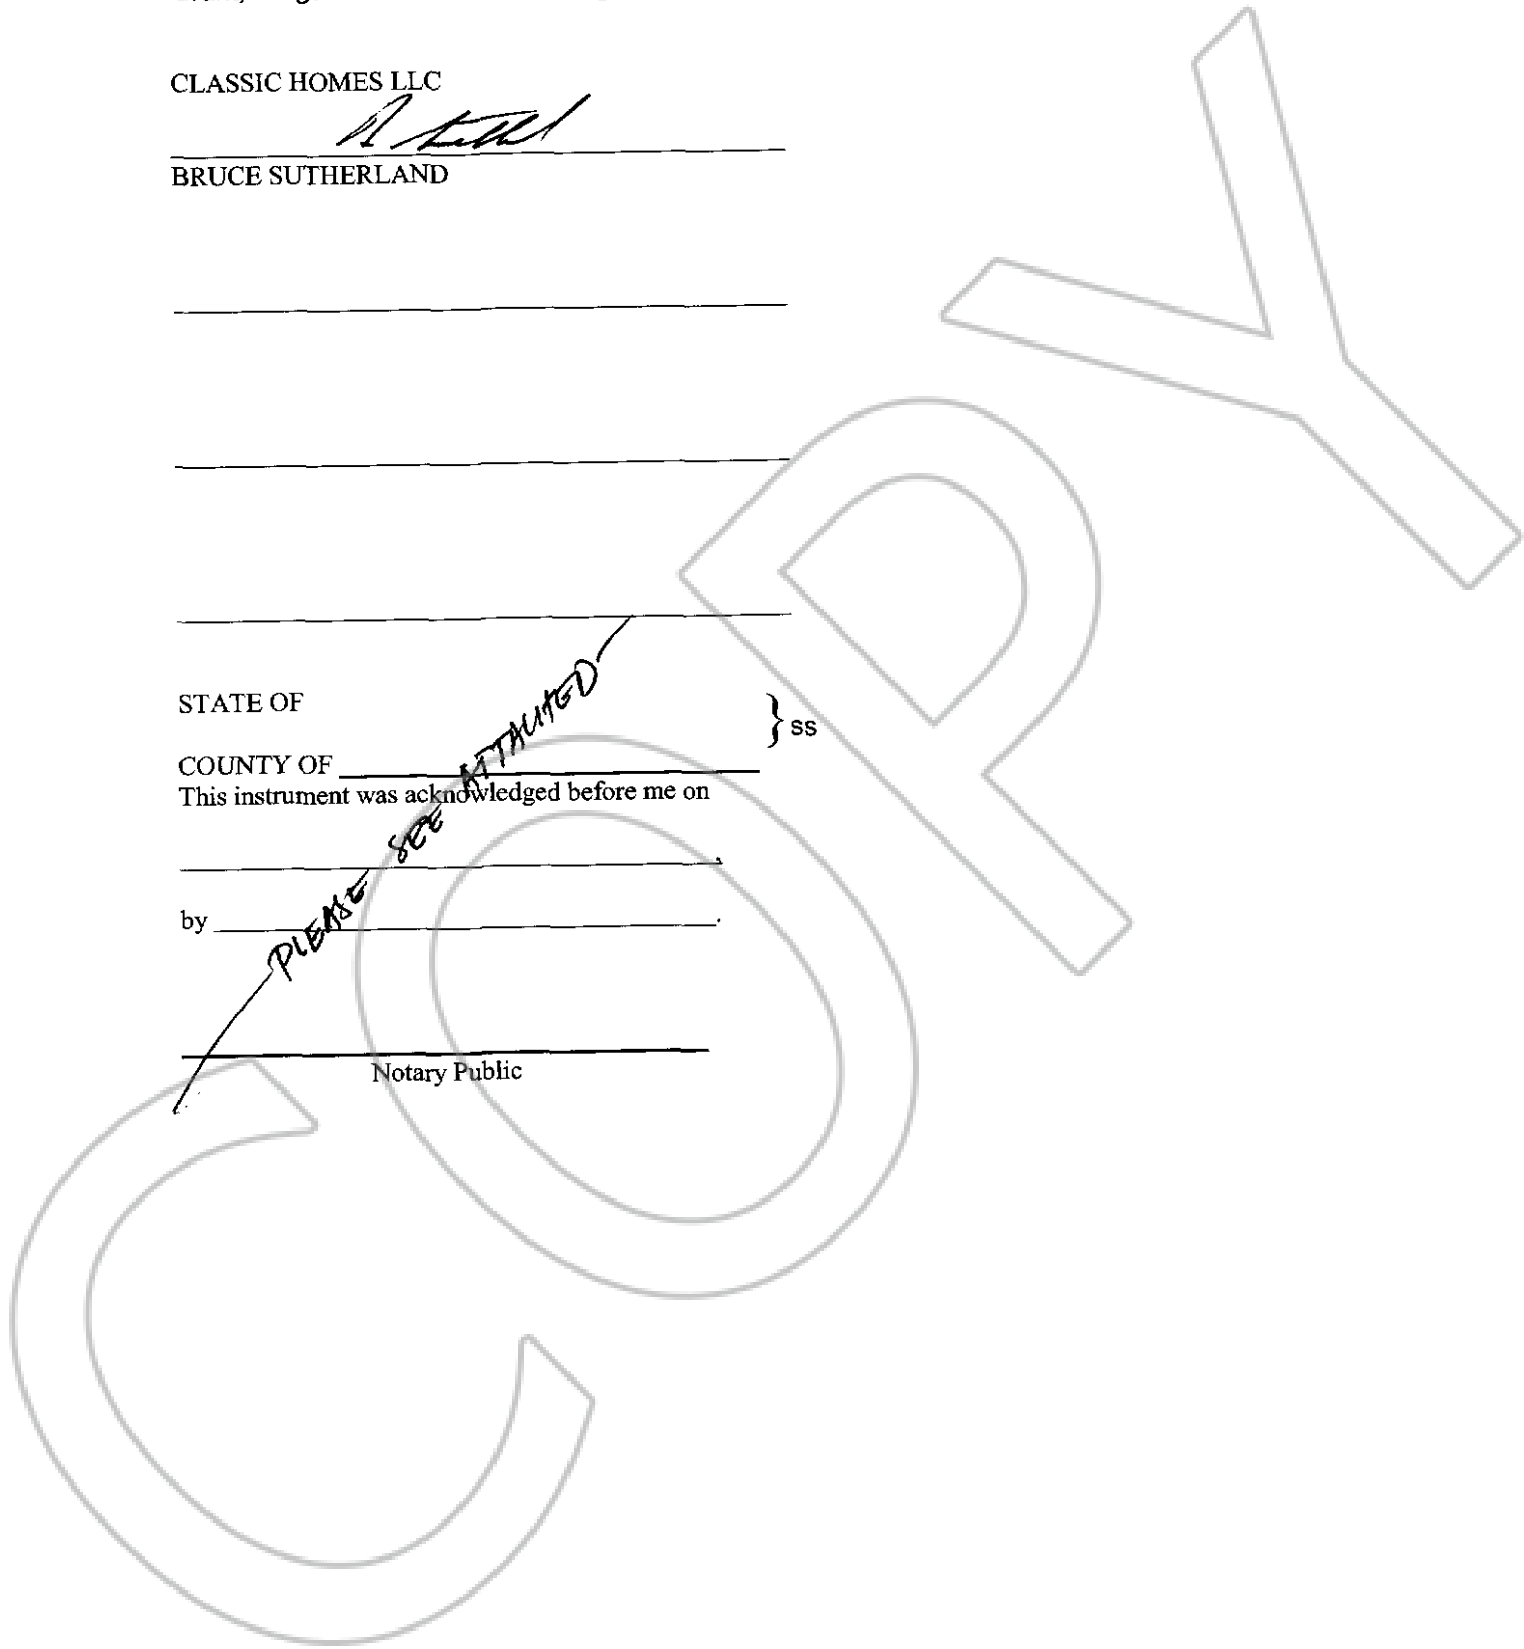 CLASSIC HOMES LLC
BRUCE SUTHERLAND
STATE OF
} ss
COUNTY OF
This instrument was acknowledged before me on
.
by .
PLEASE SEE ATTACHED
Notary Public
COPY